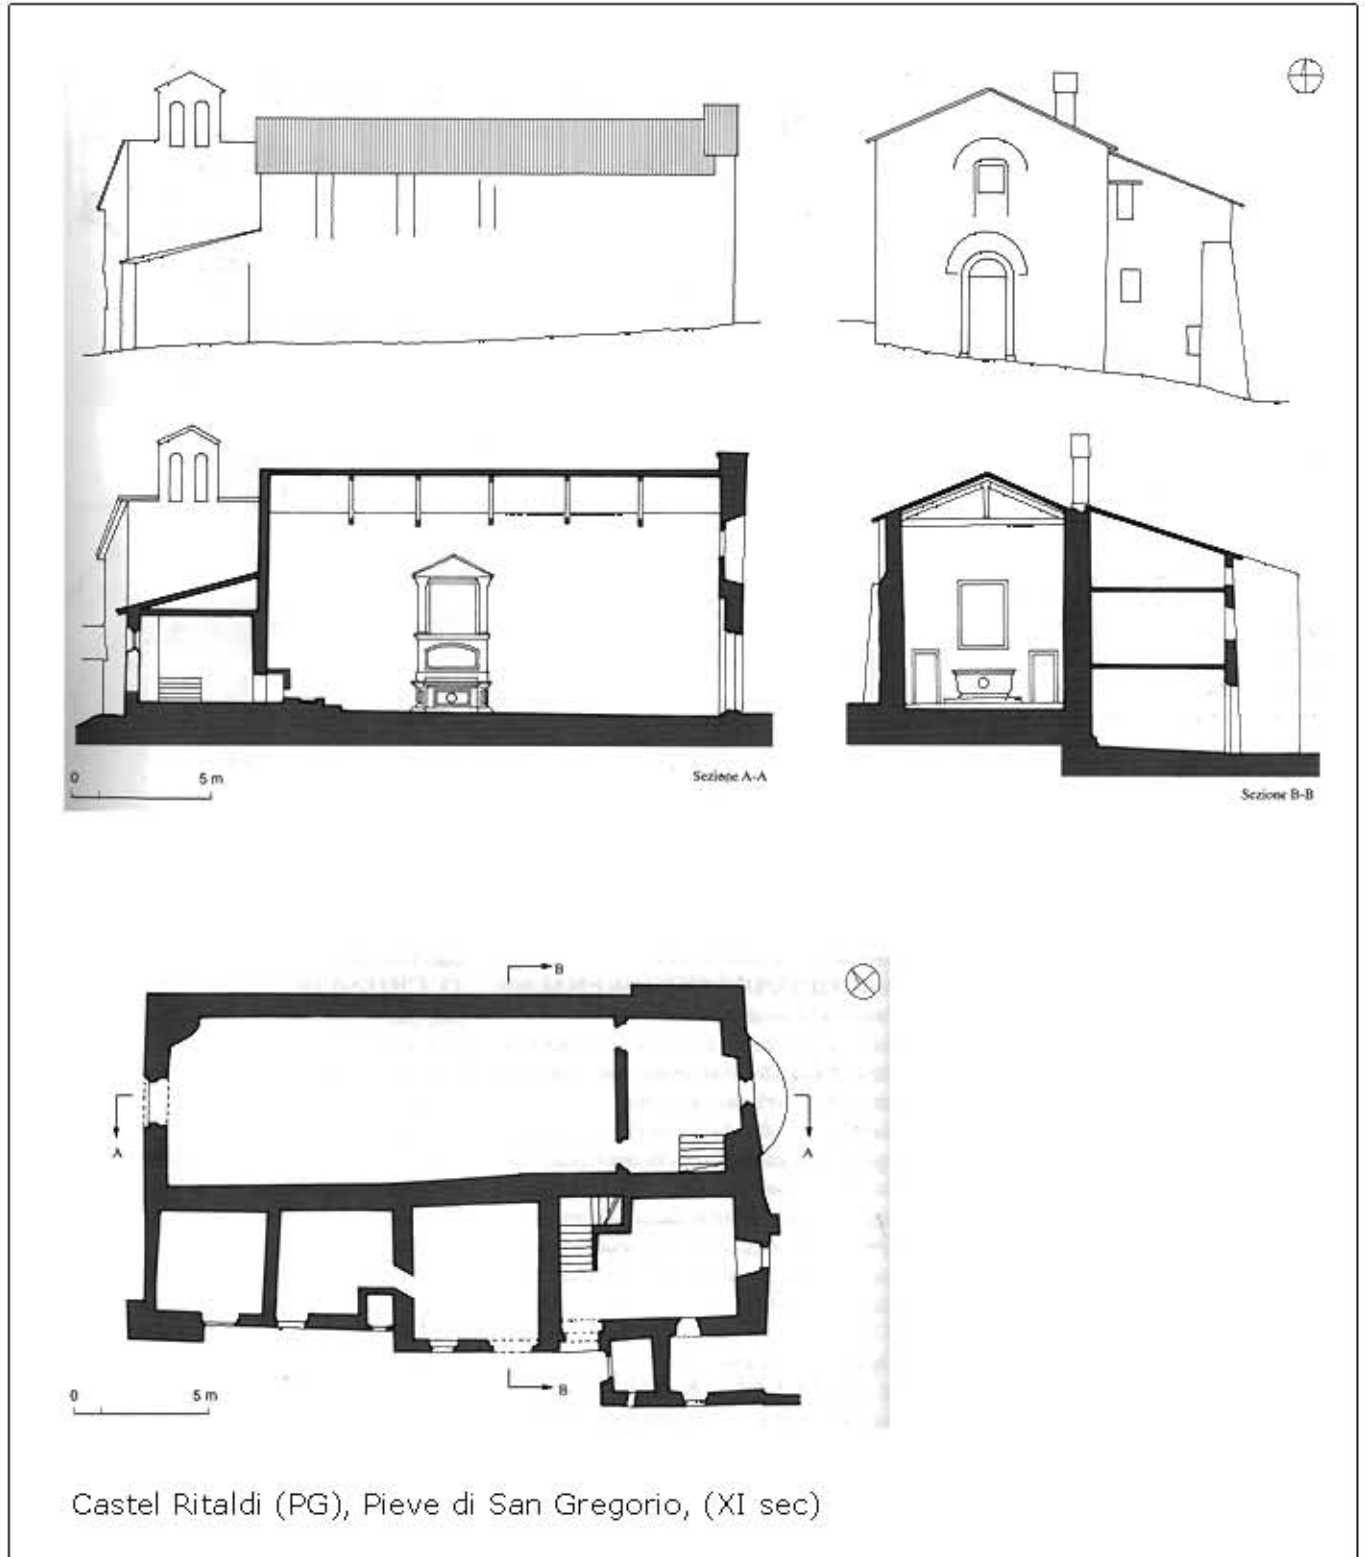 0 5 m
Sezione A-A
Sezione B-B
B
A
A
B
0 5 m
Castel Ritaldi (PG), Pieve di San Gregorio, (XI sec)